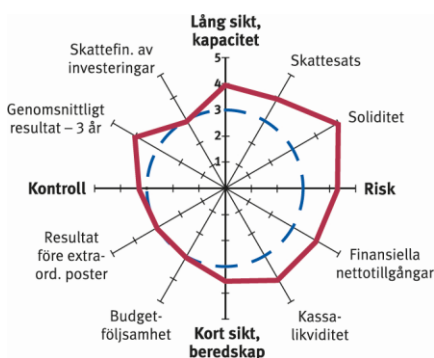 Lång sikt,
kapacitet
Skattefin. av
investeringar
Skattesats
Genomsnittligt
resultat – 3 år
Soliditet
5
4
3
2
1
Kontroll
Risk
Resultat
före extra-
ord. poster
Finansiella
nettotillgångar
Budget-
följsamhet
Kassa-
likviditet
Kort sikt,
beredskap